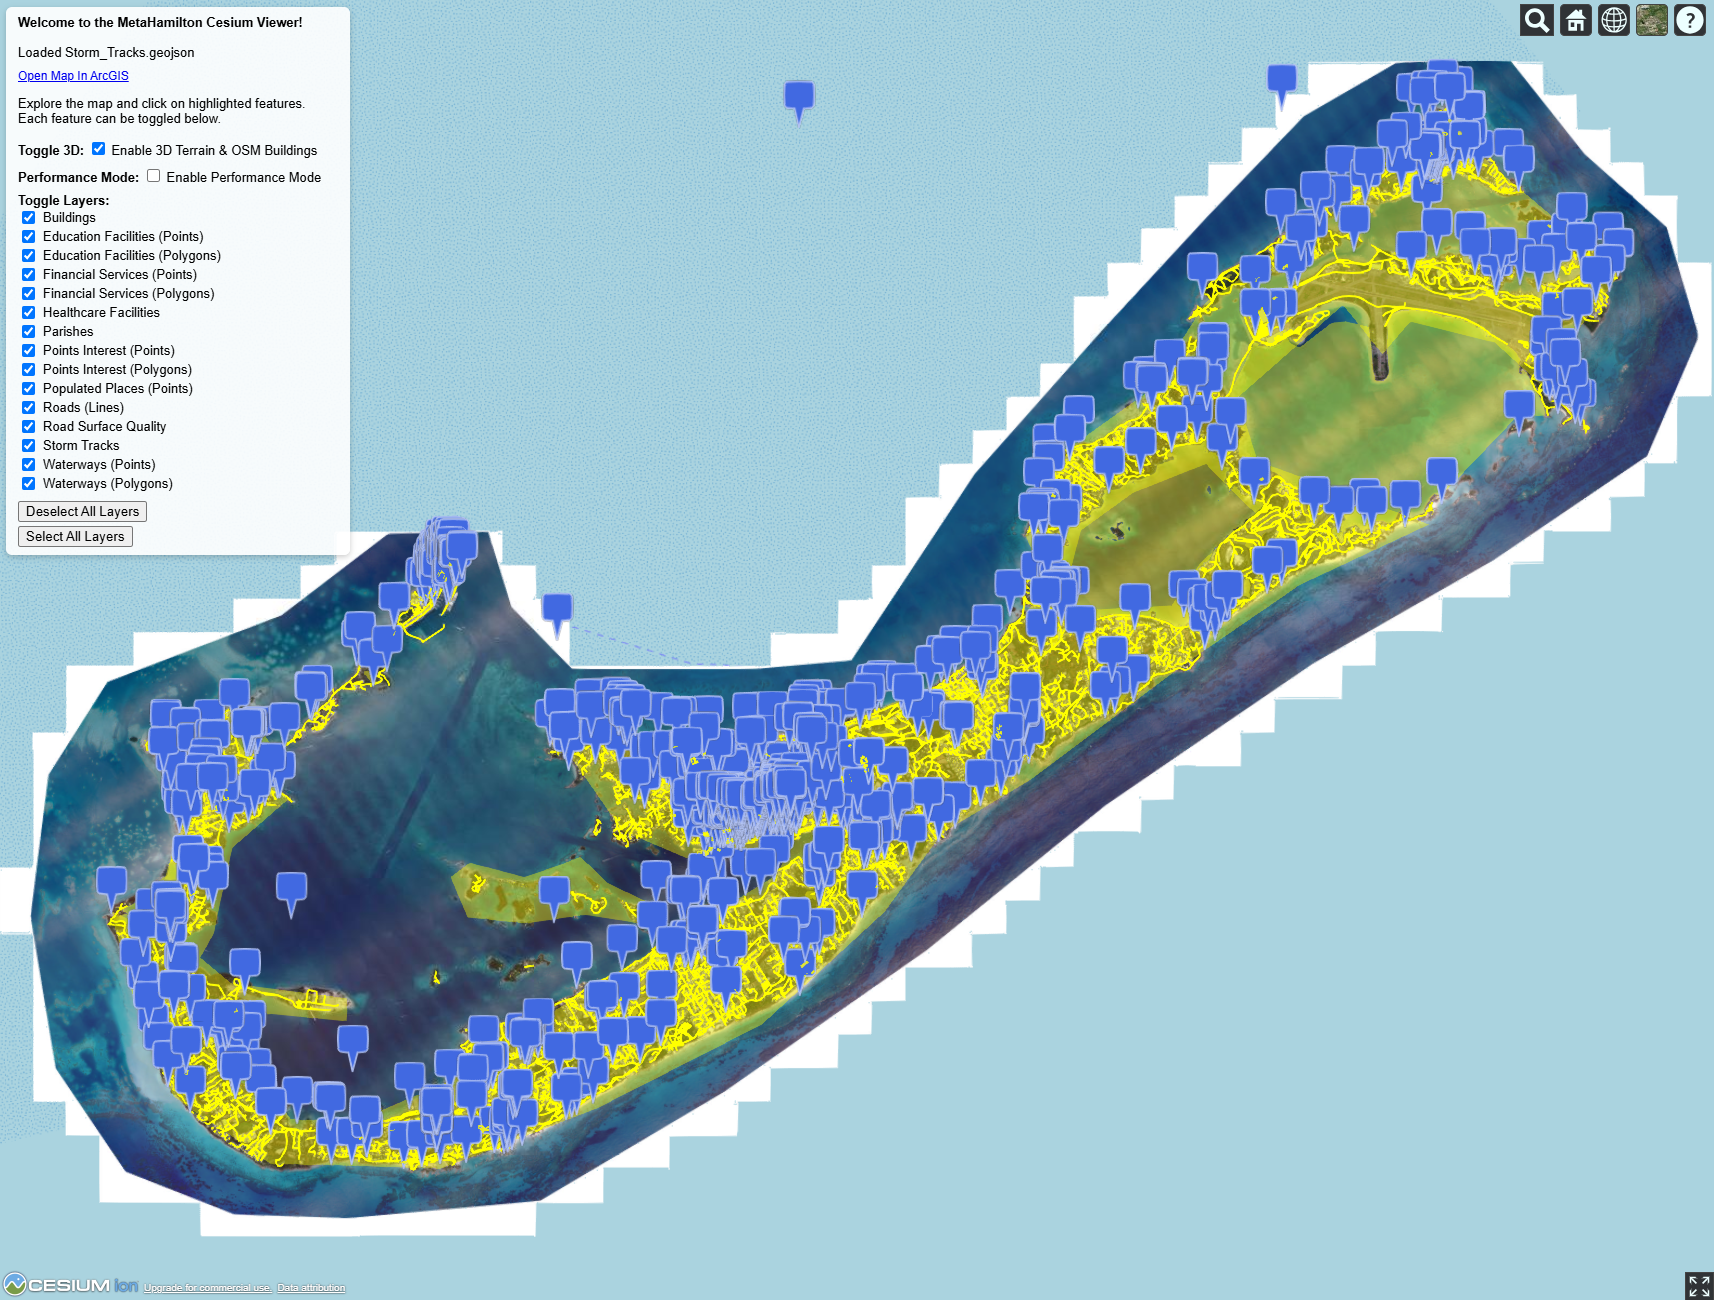 Welcome to the MetaHamilton Cesium Viewer!
Loaded Storm_Tracks.geojson
Open Map In ArcGIS
Explore the map and click on highlighted features.
Each feature can be toggled below.
Toggle 3D: Enable 3D Terrain & OSM Buildings
Performance Mode: Enable Performance Mode
Toggle Layers:
Buildings
Education Facilities (Points)
Education Facilities (Polygons)
Financial Services (Points)
Financial Services (Polygons)
Healthcare Facilities
Parishes
Points Interest (Points)
Points Interest (Polygons)
Populated Places (Points)
Roads (Lines)
Road Surface Quality
Storm Tracks
Waterways (Points)
Waterways (Polygons)
Deselect All Layers
Select All Layers
?
CESIUM ion Upgrade for commercial use. Data attribution